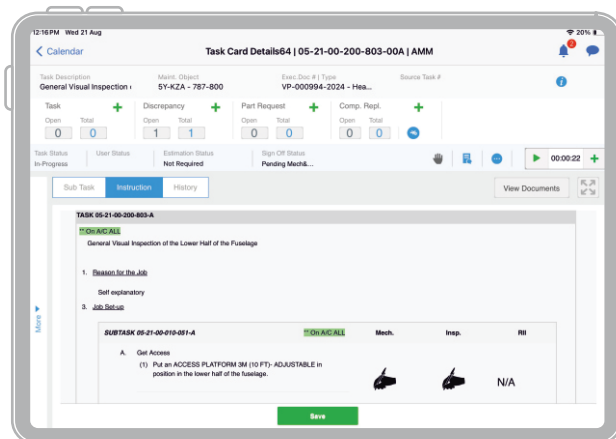 12:16PM Wed 21 Aug 20%
Calendar Task Card Details64 | 05-21-00-200-803-00A | AMM 2
Task Description Maint. Object Exec.Doc # | Type Source Task #
General Visual Inspection 5Y-KZA - 787-800 VP-000994-2024 - Hea...
Task + Discrepancy + Part Request + Comp. Repl. +
Open Total Open Total Open Total Open Total
0 0 1 1 0 0 0 0
Task Status User Status Estimation Status Sign Off Status
In-Progress Not Required Pending Mech&... 00:00:22 +
Sub Task Instruction History View Documents
TASK 05-21-00-200-803-A
** On A/C ALL
General Visual Inspection of the Lower Half of the Fuselage
1. Reason for the Job
Self explanatory
3. Job Set-up
More
SUBTASK 05-21-00-010-051-A ** On A/C ALL Mech. Insp. RII
A. Get Access
(1) Put an ACCESS PLATFORM 3M (10 FT)- ADJUSTABLE in
position in the lower half of the fuselage.
N/A
Save